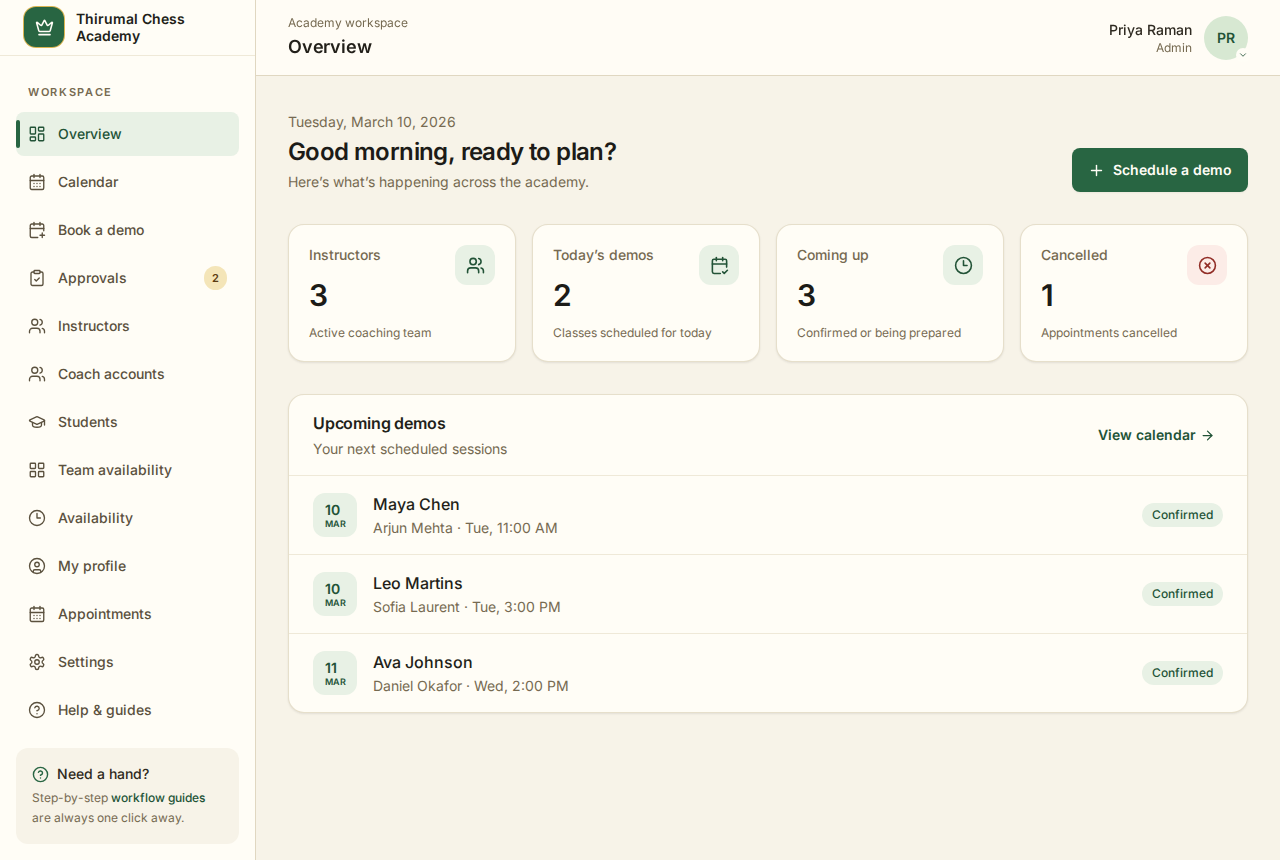 Thirumal Chess
Academy
WORKSPACE
Overview
Calendar
Book a demo
Approvals
2
Instructors
Coach accounts
Students
Team availability
Availability
My profile
Appointments
Settings
Help & guides
Need a hand?
Step-by-step workflow guides
are always one click away.
Academy workspace
Overview
Priya Raman
Admin
PR
Tuesday, March 10, 2026
Good morning, ready to plan?
Here’s what’s happening across the academy.
Schedule a demo
Instructors
3
Active coaching team
Today’s demos
2
Classes scheduled for today
Coming up
3
Confirmed or being prepared
Cancelled
1
Appointments cancelled
Upcoming demos
Your next scheduled sessions
View calendar
10
MAR
Maya Chen
Arjun Mehta · Tue, 11:00 AM
Confirmed
10
MAR
Leo Martins
Sofia Laurent · Tue, 3:00 PM
Confirmed
11
MAR
Ava Johnson
Daniel Okafor · Wed, 2:00 PM
Confirmed